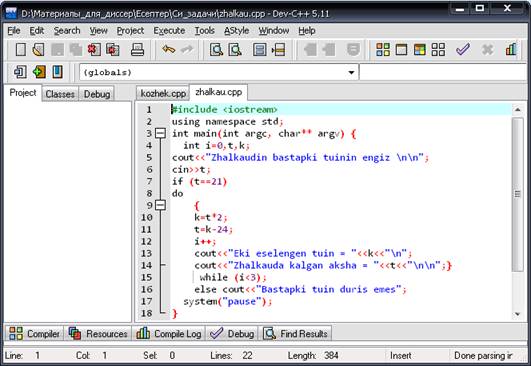 D:\Материалы_для_диссер\Есептер\Си_задачи\zhalkau.cpp - Dev-C++ 5.11
File Edit Search View Project Execute Tools AStyle Window Help
(globals)
Project Classes Debug kozhek.cpp zhalkau.cpp
1 #include <iostream>
2 using namespace std;
3 int main(int argc, char** argv) {
4 int i=0,t,k;
5 cout<<"Zhalkaudin bastapki tuinin engiz \n\n";
6 cin>>t;
7 if (t==21)
8 do
9 {
10 k=t*2;
11 t=k-24;
12 i++;
13 cout<<"Eki eselengen tuin = "<<k<<"\n";
14 cout<<"Zhalkauda kalgan aksha = "<<t<<"\n\n";}
15 while (i<3);
16 else cout<<"Bastapki tuin duris emes";
17 system("pause");
18 }
Compiler Resources Compile Log Debug Find Results
Line: 1 Col: 1 Sel: 0 Lines: 22 Length: 384 Insert Done parsing in